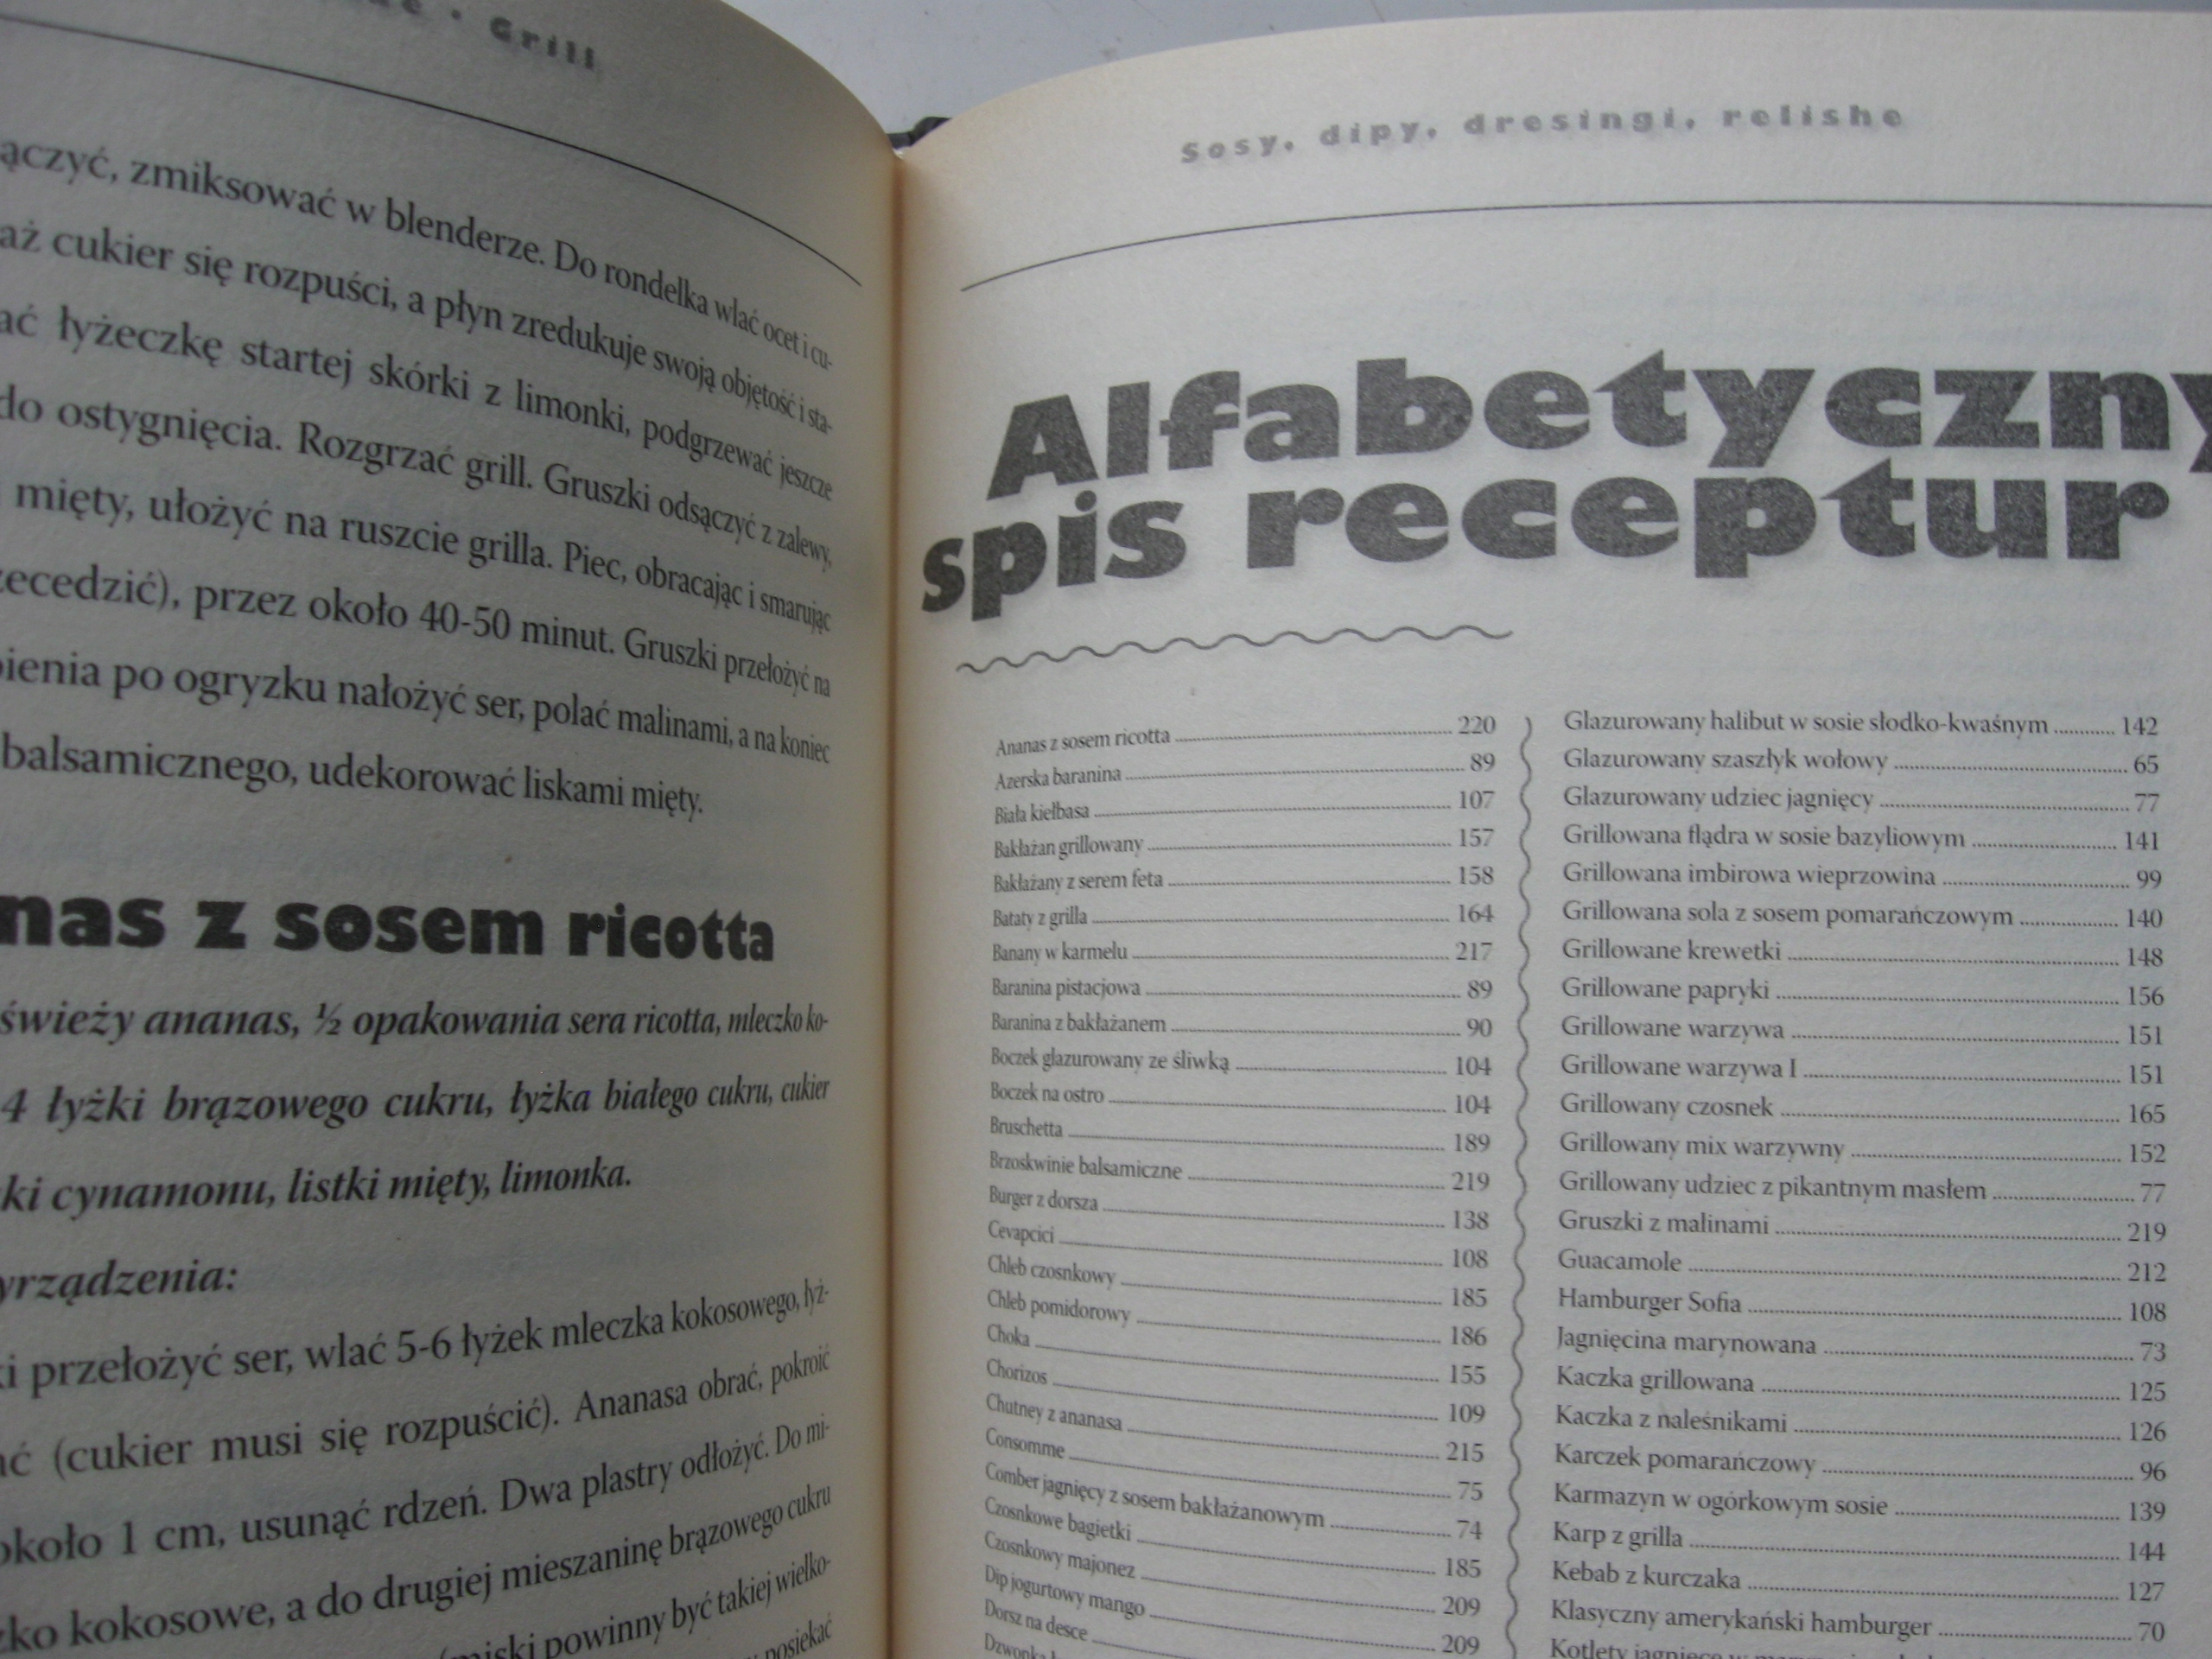 Grill
ączyć, zmiksować w blenderze. Do rondelka wlać ocet i cu-
aż cukier się rozpuści, a płyn zredukuje swoją objętość i sta-
ać łyżeczkę startej skórki z limonki, podgrzewać jeszcze
do ostygnięcia. Rozgrzać grill. Gruszki odsączyć z zalewy,
mięty, ułożyć na ruszcie grilla. Piec, obracając i smarując
zecedzić), przez około 40-50 minut. Gruszki przełożyć na
ienia po ogryzku nałożyć ser, polać malinami, a na koniec
balsamicznego, udekorować liskami mięty.
nas z sosem ricotta
świeży ananas, ½ opakowania sera ricotta, mleczko ko-
4 łyżki brązowego cukru, łyżka białego cukru, cukier
ki cynamonu, listki mięty, limonka.
yrządzenia:
ki przełożyć ser, wlać 5-6 łyżek mleczka kokosowego, łyż-
ać (cukier musi się rozpuścić). Ananasa obrać, pokroić
około 1 cm, usunąć rdzeń. Dwa plastry odłożyć. Do mi-
zko kokosowe, a do drugiej mieszaninę brązowego cukru
(miski powinny być takiej wielko-
posiekać
Sosy, dipy, dresingi, relishe
Alfabetyczny
spis receptur
Ananas z sosem ricotta 220
Azerska baranina 89
Biała kiełbasa 107
Bakłażan grillowany 157
Bakłażany z serem feta 158
Bataty z grilla 164
Banany w karmelu 217
Baranina pistacjowa 89
Baranina z bakłażanem 90
Boczek glazurowany ze śliwką 104
Boczek na ostro 104
Bruschetta 189
Brzoskwinie balsamiczne 219
Burger z dorsza 138
Cevapcici 108
Chleb czosnkowy 185
Chleb pomidorowy 186
Choka 155
Chorizos 109
Chutney z ananasa 215
Consomme 75
Comber jagnięcy z sosem bakłażanowym 74
Czosnkowe bagietki 185
Czosnkowy majonez 209
Dip jogurtowy mango 209
Dorsz na desce
Dzwonka
Glazurowany halibut w sosie słodko-kwaśnym 142
Glazurowany szaszłyk wołowy 65
Glazurowany udziec jagnięcy 77
Grillowana flądra w sosie bazyliowym 141
Grillowana imbirowa wieprzowina 99
Grillowana sola z sosem pomarańczowym 140
Grillowane krewetki 148
Grillowane papryki 156
Grillowane warzywa 151
Grillowane warzywa I 151
Grillowany czosnek 165
Grillowany mix warzywny 152
Grillowany udziec z pikantnym masłem 77
Gruszki z malinami 219
Guacamole 212
Hamburger Sofia 108
Jagnięcina marynowana 73
Kaczka grillowana 125
Kaczka z naleśnikami 126
Karczek pomarańczowy 96
Karmazyn w ogórkowym sosie 139
Karp z grilla 144
Kebab z kurczaka 127
Klasyczny amerykański hamburger 70
Kotlety jagnięce w